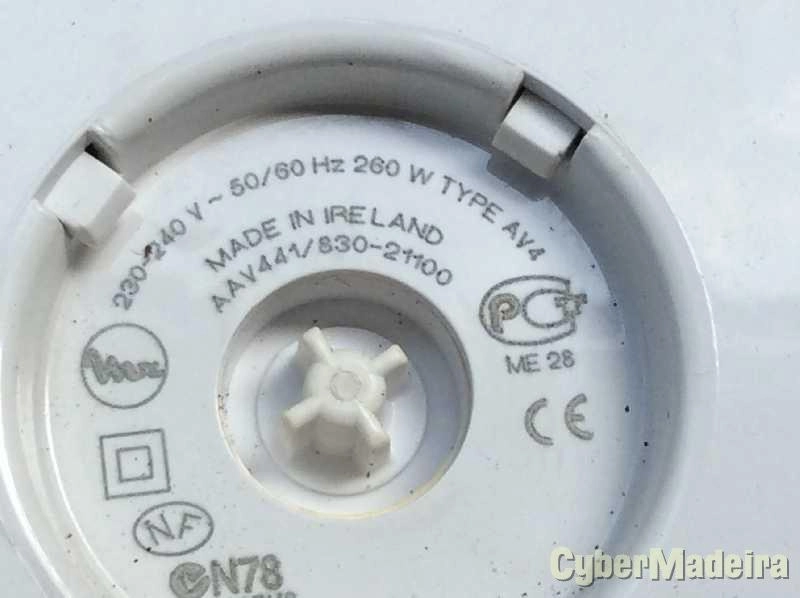 230-240 V ~ 50/60 Hz 260 W TYPE AV4
MADE IN IRELAND
AAV441/830-21100
PC
ME 28
CE
NF
N78
CyberMadeira